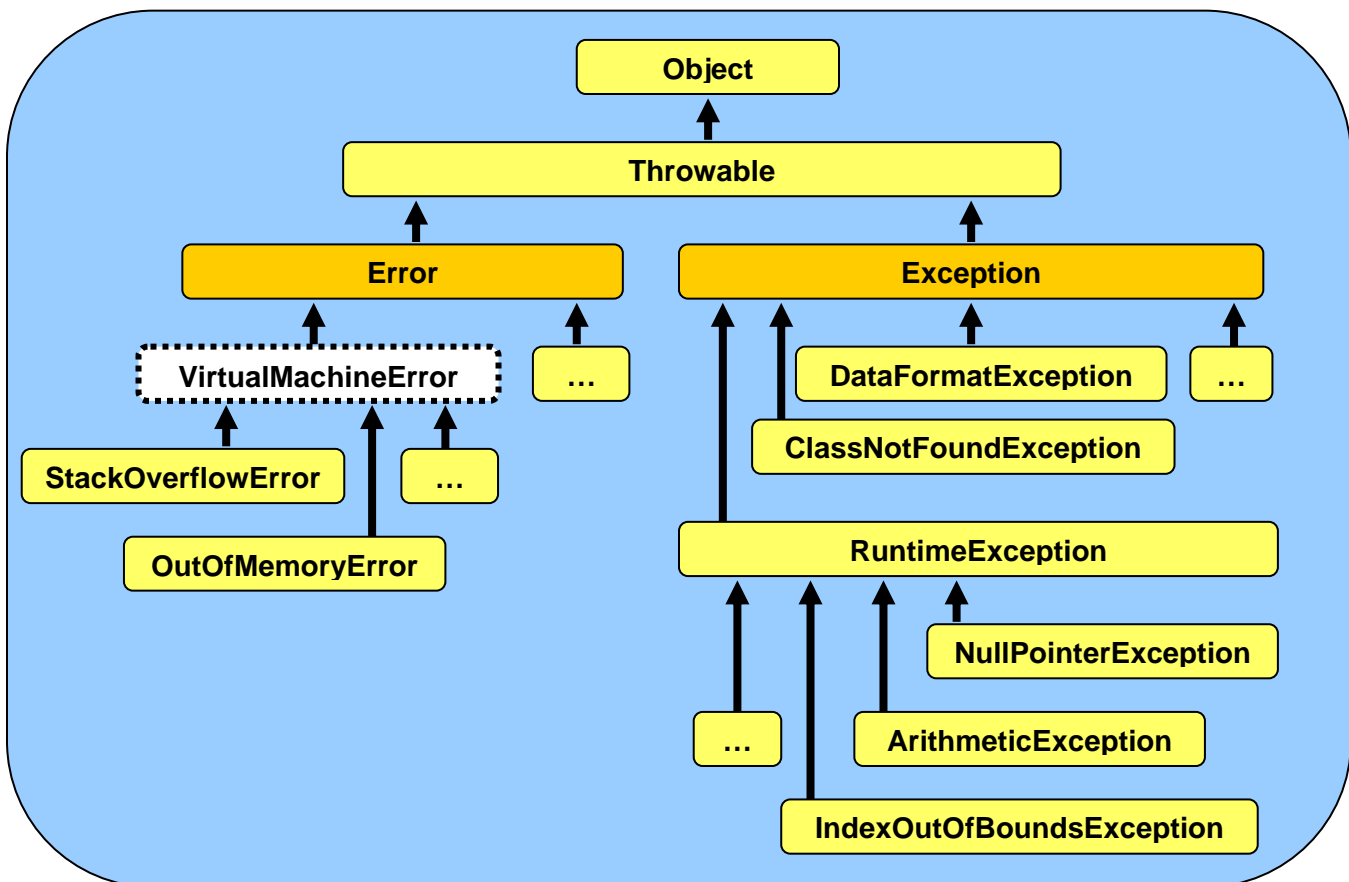 Object
Throwable
Error
Exception
VirtualMachineError
…
DataFormatException
…
ClassNotFoundException
StackOverflowError
…
RuntimeException
OutOfMemoryError
NullPointerException
…
ArithmeticException
IndexOutOfBoundsException